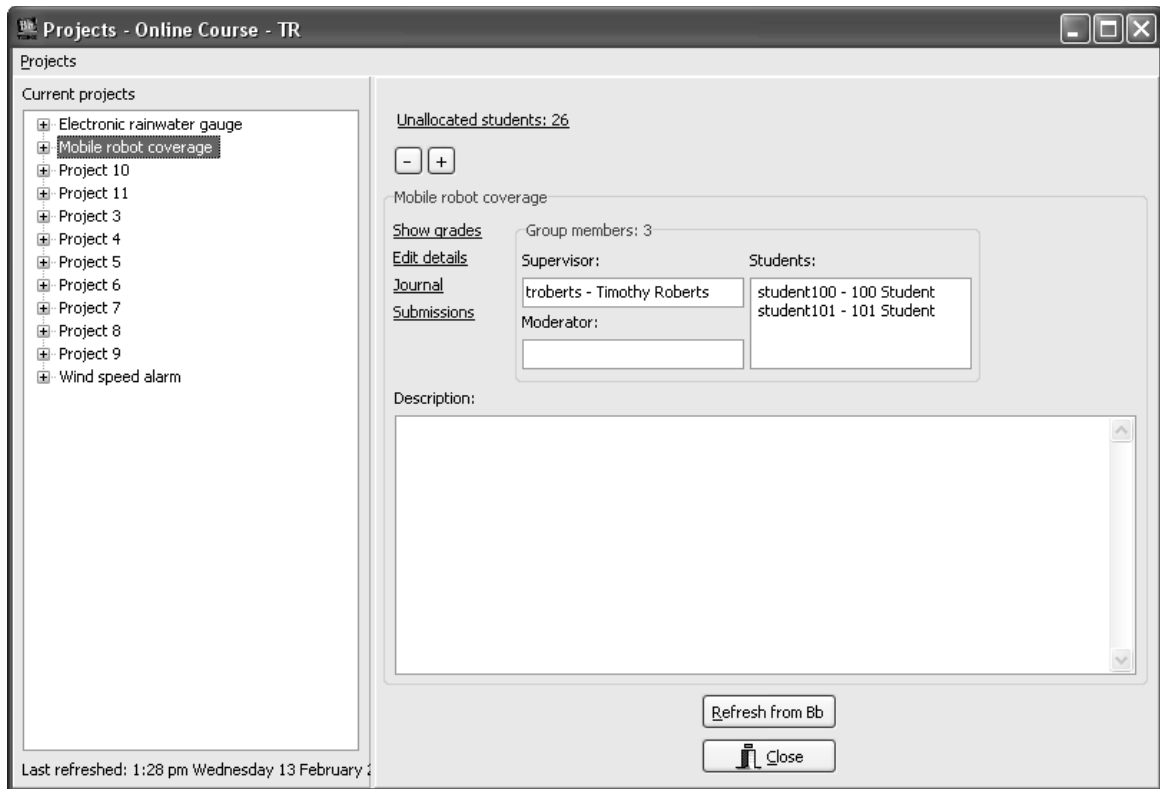 Projects - Online Course - TR
Projects
Current projects
Electronic rainwater gauge
Mobile robot coverage
Project 10
Project 11
Project 3
Project 4
Project 5
Project 6
Project 7
Project 8
Project 9
Wind speed alarm
Last refreshed: 1:28 pm Wednesday 13 February
Unallocated students: 26
- +
Mobile robot coverage
Show grades
Edit details
Journal
Submissions
Group members: 3
Supervisor:
troberts - Timothy Roberts
Moderator:
Students:
student100 - 100 Student
student101 - 101 Student
Description:
Refresh from Bb
Close